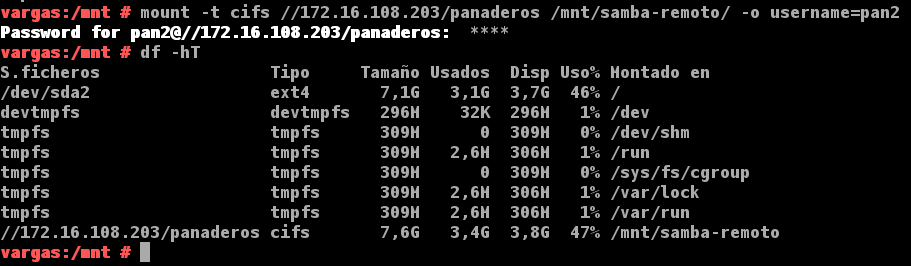 vargas:/mnt # mount -t cifs //172.16.108.203/panaderos /mnt/samba-remoto/ -o username=pan2
Password for pan2@//172.16.108.203/panaderos:  ****
vargas:/mnt # df -hT
S.ficheros                Tipo     Tamaño Usados  Disp Uso% Montado en
/dev/sda2                 ext4       7,1G   3,1G  3,7G  46% /
devtmpfs                  devtmpfs   296M    32K  296M   1% /dev
tmpfs                     tmpfs      309M      0  309M   0% /dev/shm
tmpfs                     tmpfs      309M   2,6M  306M   1% /run
tmpfs                     tmpfs      309M      0  309M   0% /sys/fs/cgroup
tmpfs                     tmpfs      309M   2,6M  306M   1% /var/lock
tmpfs                     tmpfs      309M   2,6M  306M   1% /var/run
//172.16.108.203/panaderos cifs       7,6G   3,4G  3,8G  47% /mnt/samba-remoto
vargas:/mnt #